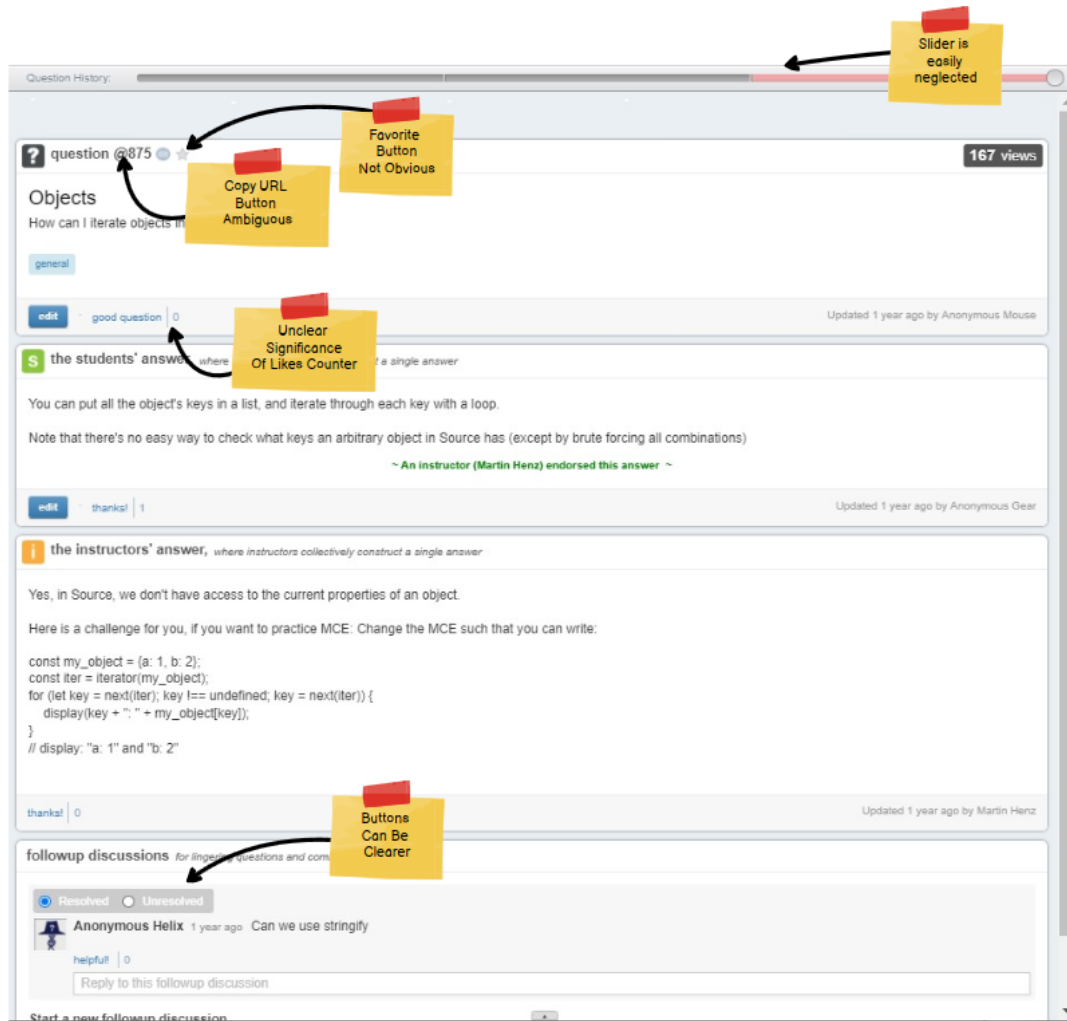 Slider is
easily
neglected
Question History:
Favorite
Button
Not Obvious
question @875
167 views
Copy URL
Button
Ambiguous
Objects
How can I iterate objects in
general
edit good question 0
Updated 1 year ago by Anonymous Mouse
Unclear
Significance
Of Likes Counter
S the students' answer, where a single answer
You can put all the object's keys in a list, and iterate through each key with a loop.
Note that there's no easy way to check what keys an arbitrary object in Source has (except by brute forcing all combinations)
~ An instructor (Martin Henz) endorsed this answer ~
edit thanks! 1
Updated 1 year ago by Anonymous Gear
i the instructors' answer, where instructors collectively construct a single answer
Yes, in Source, we don't have access to the current properties of an object.
Here is a challenge for you, if you want to practice MCE: Change the MCE such that you can write:
const my_object = {a: 1, b: 2};
const iter = iterator(my_object);
for (let key = next(iter); key !== undefined; key = next(iter)) {
display(key + ": " + my_object[key]);
}
// display: "a: 1" and "b: 2"
thanks! 0
Updated 1 year ago by Martin Henz
Buttons
Can Be
Clearer
followup discussions for lingering questions and com
Resolved Unresolved
Anonymous Helix 1 year ago Can we use stringify
helpful! 0
Reply to this followup discussion
Start a new followup discussion